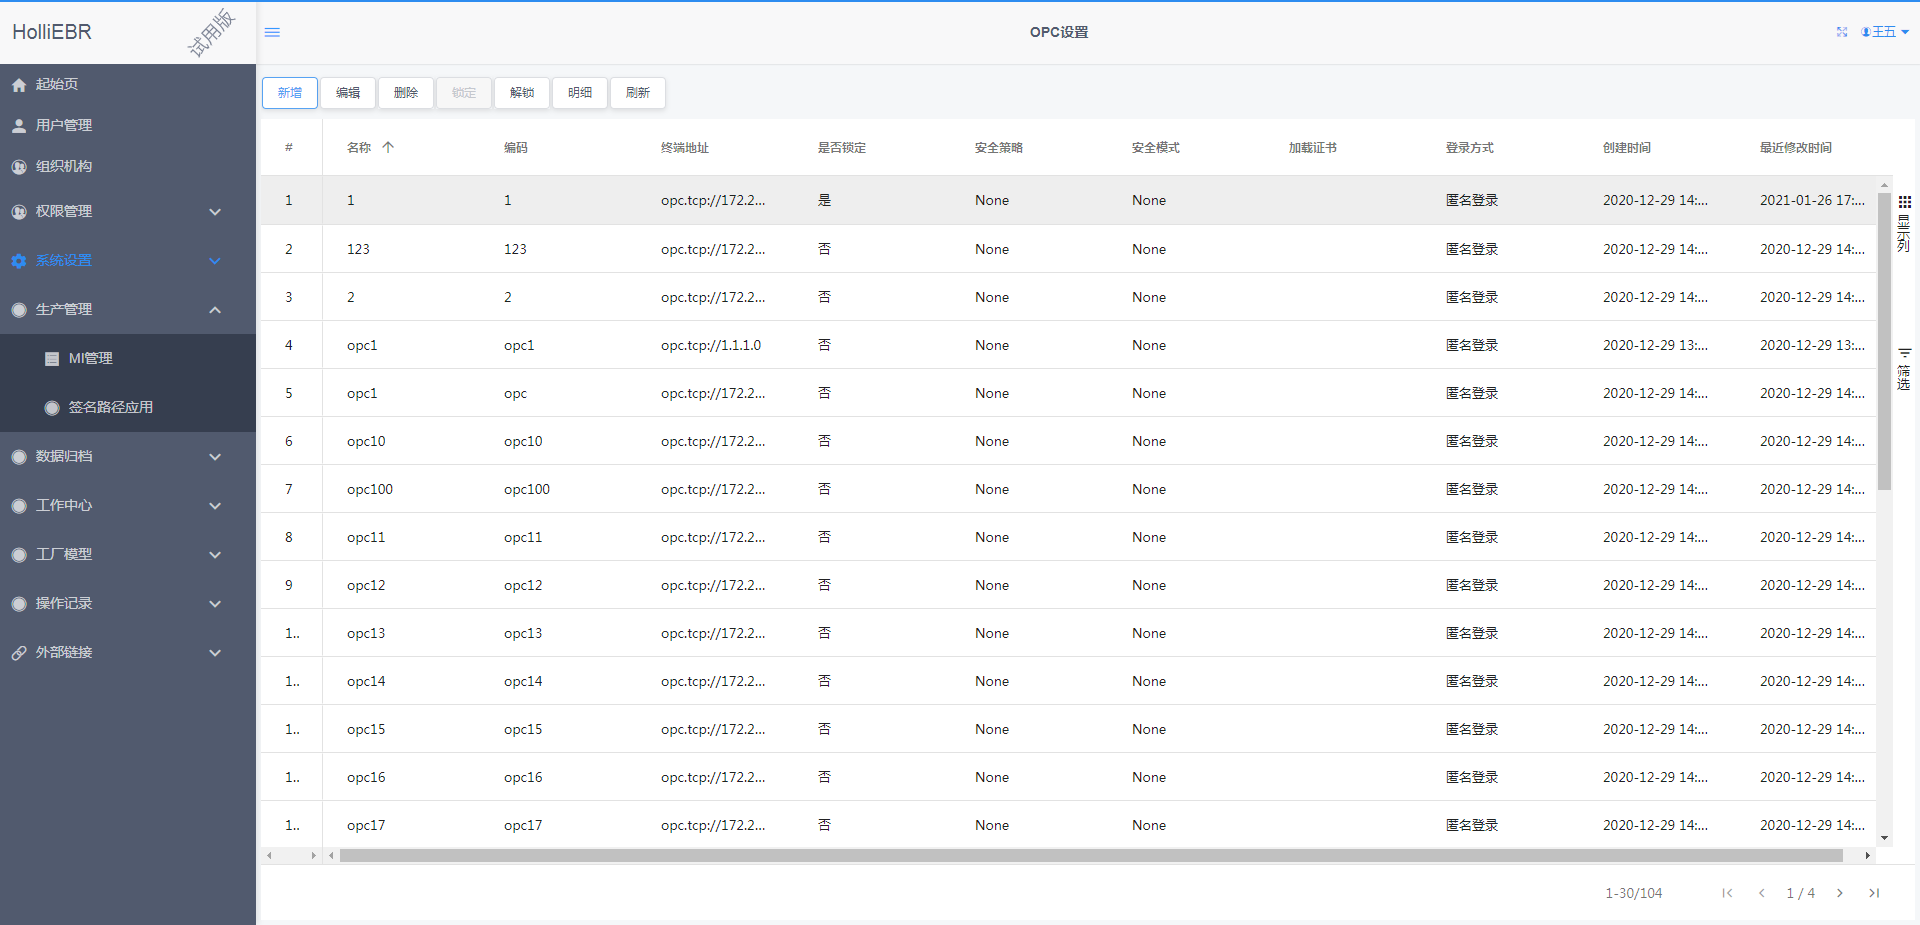 HolliEBR
试用版
OPC设置
王五
起始页
用户管理
组织机构
权限管理
系统设置
生产管理
MI管理
签名路径应用
数据归档
工作中心
工厂模型
操作记录
外部链接
新增 编辑 删除 锁定 解锁 明细 刷新
# 名称 编码 终端地址 是否锁定 安全策略 安全模式 加载证书 登录方式 创建时间 最近修改时间
1 1 1 opc.tcp://172.2... 是 None None 匿名登录 2020-12-29 14:... 2021-01-26 17:...
2 123 123 opc.tcp://172.2... 否 None None 匿名登录 2020-12-29 14:... 2020-12-29 14:...
3 2 2 opc.tcp://172.2... 否 None None 匿名登录 2020-12-29 14:... 2020-12-29 14:...
4 opc1 opc1 opc.tcp://1.1.1.0 否 None None 匿名登录 2020-12-29 13:... 2020-12-29 13:...
5 opc1 opc opc.tcp://172.2... 否 None None 匿名登录 2020-12-29 14:... 2020-12-29 14:...
6 opc10 opc10 opc.tcp://172.2... 否 None None 匿名登录 2020-12-29 14:... 2020-12-29 14:...
7 opc100 opc100 opc.tcp://172.2... 否 None None 匿名登录 2020-12-29 14:... 2020-12-29 14:...
8 opc11 opc11 opc.tcp://172.2... 否 None None 匿名登录 2020-12-29 14:... 2020-12-29 14:...
9 opc12 opc12 opc.tcp://172.2... 否 None None 匿名登录 2020-12-29 14:... 2020-12-29 14:...
1.. opc13 opc13 opc.tcp://172.2... 否 None None 匿名登录 2020-12-29 14:... 2020-12-29 14:...
1.. opc14 opc14 opc.tcp://172.2... 否 None None 匿名登录 2020-12-29 14:... 2020-12-29 14:...
1.. opc15 opc15 opc.tcp://172.2... 否 None None 匿名登录 2020-12-29 14:... 2020-12-29 14:...
1.. opc16 opc16 opc.tcp://172.2... 否 None None 匿名登录 2020-12-29 14:... 2020-12-29 14:...
1.. opc17 opc17 opc.tcp://172.2... 否 None None 匿名登录 2020-12-29 14:... 2020-12-29 14:...
显示列
筛选
1-30/104 1 / 4